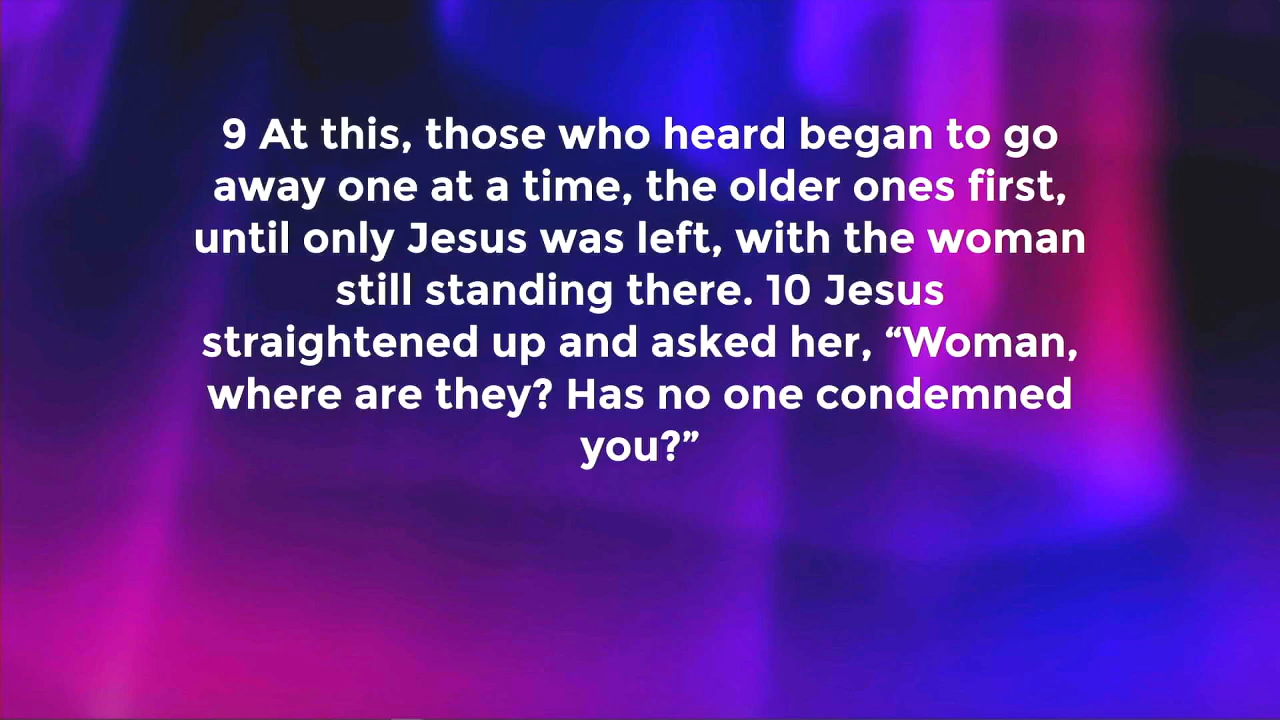 9 At this, those who heard began to go
away one at a time, the older ones first,
until only Jesus was left, with the woman
still standing there. 10 Jesus
straightened up and asked her, “Woman,
where are they? Has no one condemned
you?”